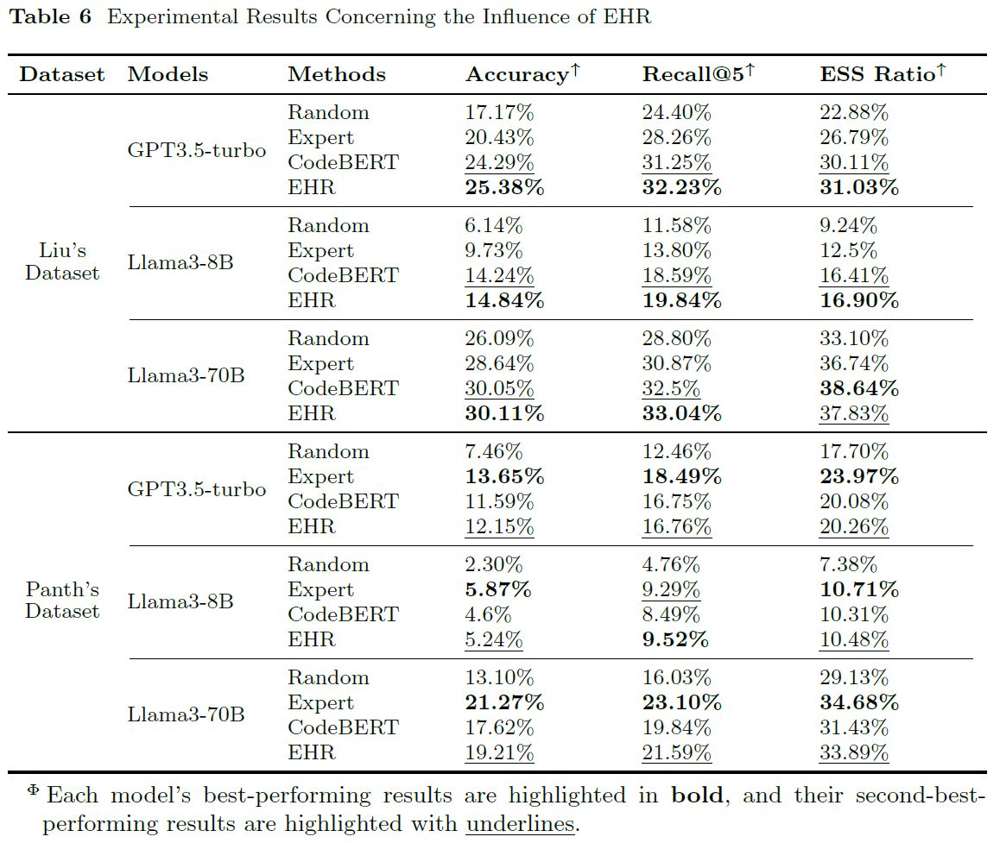 Table 6 Experimental Results Concerning the Influence of EHR
Dataset Models Methods Accuracy↑ Recall@5↑ ESS Ratio↑
Liu's
Dataset
GPT3.5-turbo
Random 17.17% 24.40% 22.88%
Expert 20.43% 28.26% 26.79%
CodeBERT 24.29% 31.25% 30.11%
EHR 25.38% 32.23% 31.03%
Llama3-8B
Random 6.14% 11.58% 9.24%
Expert 9.73% 13.80% 12.5%
CodeBERT 14.24% 18.59% 16.41%
EHR 14.84% 19.84% 16.90%
Llama3-70B
Random 26.09% 28.80% 33.10%
Expert 28.64% 30.87% 36.74%
CodeBERT 30.05% 32.5% 38.64%
EHR 30.11% 33.04% 37.83%
Panth's
Dataset
GPT3.5-turbo
Random 7.46% 12.46% 17.70%
Expert 13.65% 18.49% 23.97%
CodeBERT 11.59% 16.75% 20.08%
EHR 12.15% 16.76% 20.26%
Llama3-8B
Random 2.30% 4.76% 7.38%
Expert 5.87% 9.29% 10.71%
CodeBERT 4.6% 8.49% 10.31%
EHR 5.24% 9.52% 10.48%
Llama3-70B
Random 13.10% 16.03% 29.13%
Expert 21.27% 23.10% 34.68%
CodeBERT 17.62% 19.84% 31.43%
EHR 19.21% 21.59% 33.89%
Φ Each model's best-performing results are highlighted in bold, and their second-best-
performing results are highlighted with underlines.